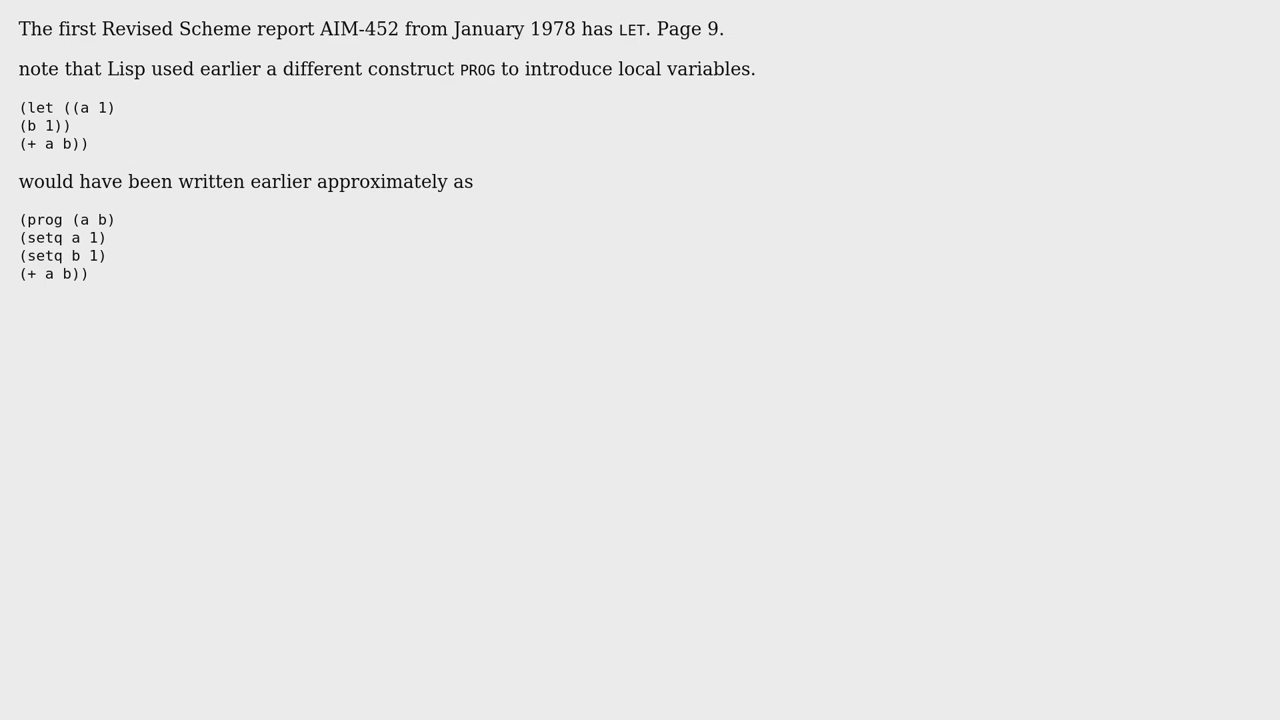 The first Revised Scheme report AIM-452 from January 1978 has LET. Page 9.
note that Lisp used earlier a different construct PROG to introduce local variables.
(let ((a 1)
(b 1))
(+ a b))
would have been written earlier approximately as
(prog (a b)
(setq a 1)
(setq b 1)
(+ a b))